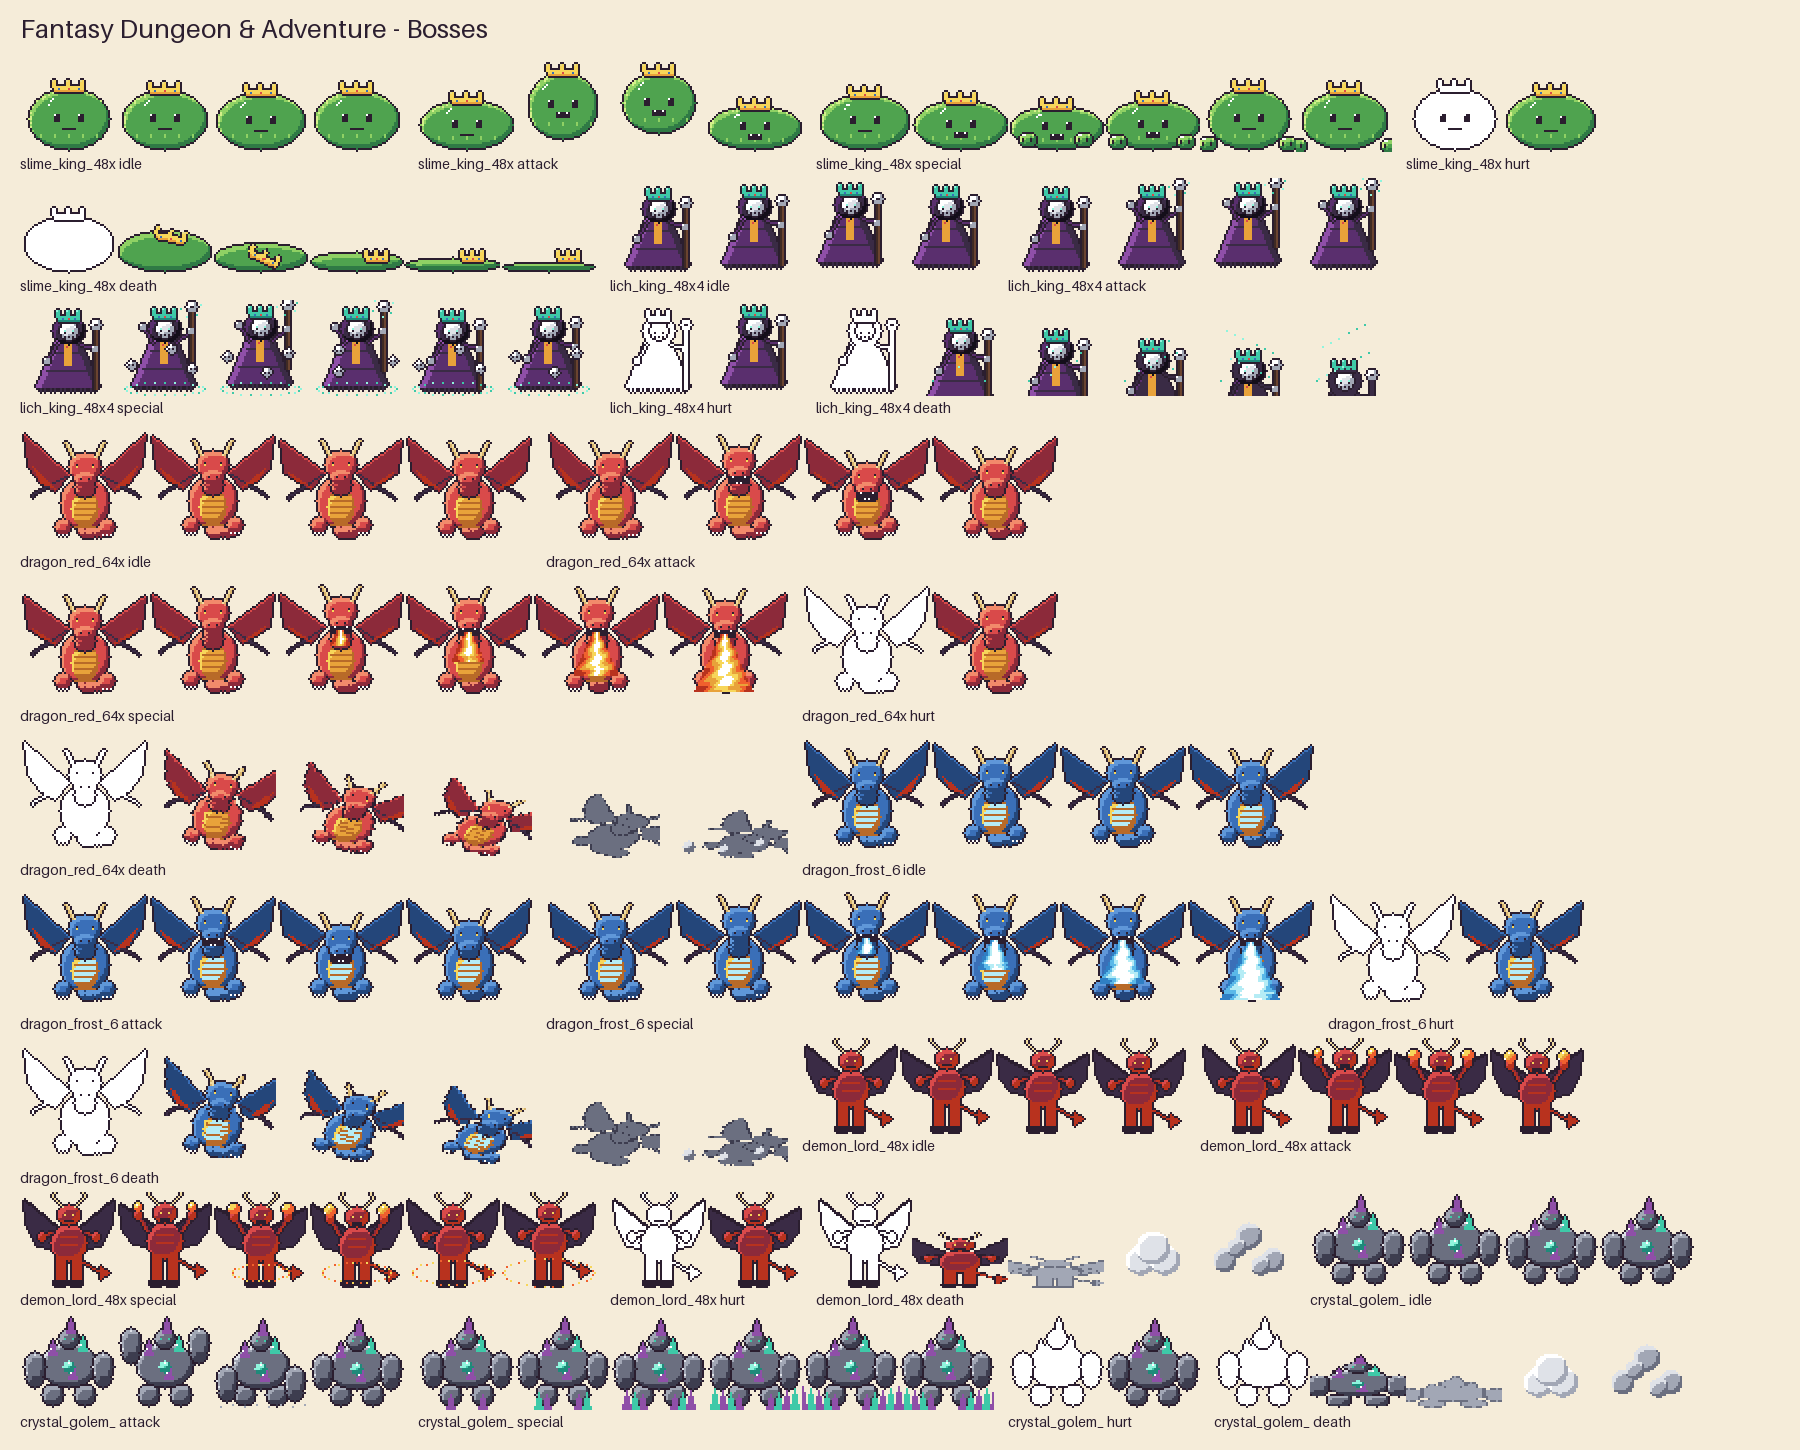 Fantasy Dungeon & Adventure - Bosses
slime_king_48x idle
slime_king_48x attack
slime_king_48x special
slime_king_48x hurt
slime_king_48x death
lich_king_48x4 idle
lich_king_48x4 attack
lich_king_48x4 special
lich_king_48x4 hurt
lich_king_48x4 death
dragon_red_64x idle
dragon_red_64x attack
dragon_red_64x special
dragon_red_64x hurt
dragon_red_64x death
dragon_frost_6 idle
dragon_frost_6 attack
dragon_frost_6 special
dragon_frost_6 hurt
dragon_frost_6 death
demon_lord_48x idle
demon_lord_48x attack
demon_lord_48x special
demon_lord_48x hurt
demon_lord_48x death
crystal_golem_ idle
crystal_golem_ attack
crystal_golem_ special
crystal_golem_ hurt
crystal_golem_ death